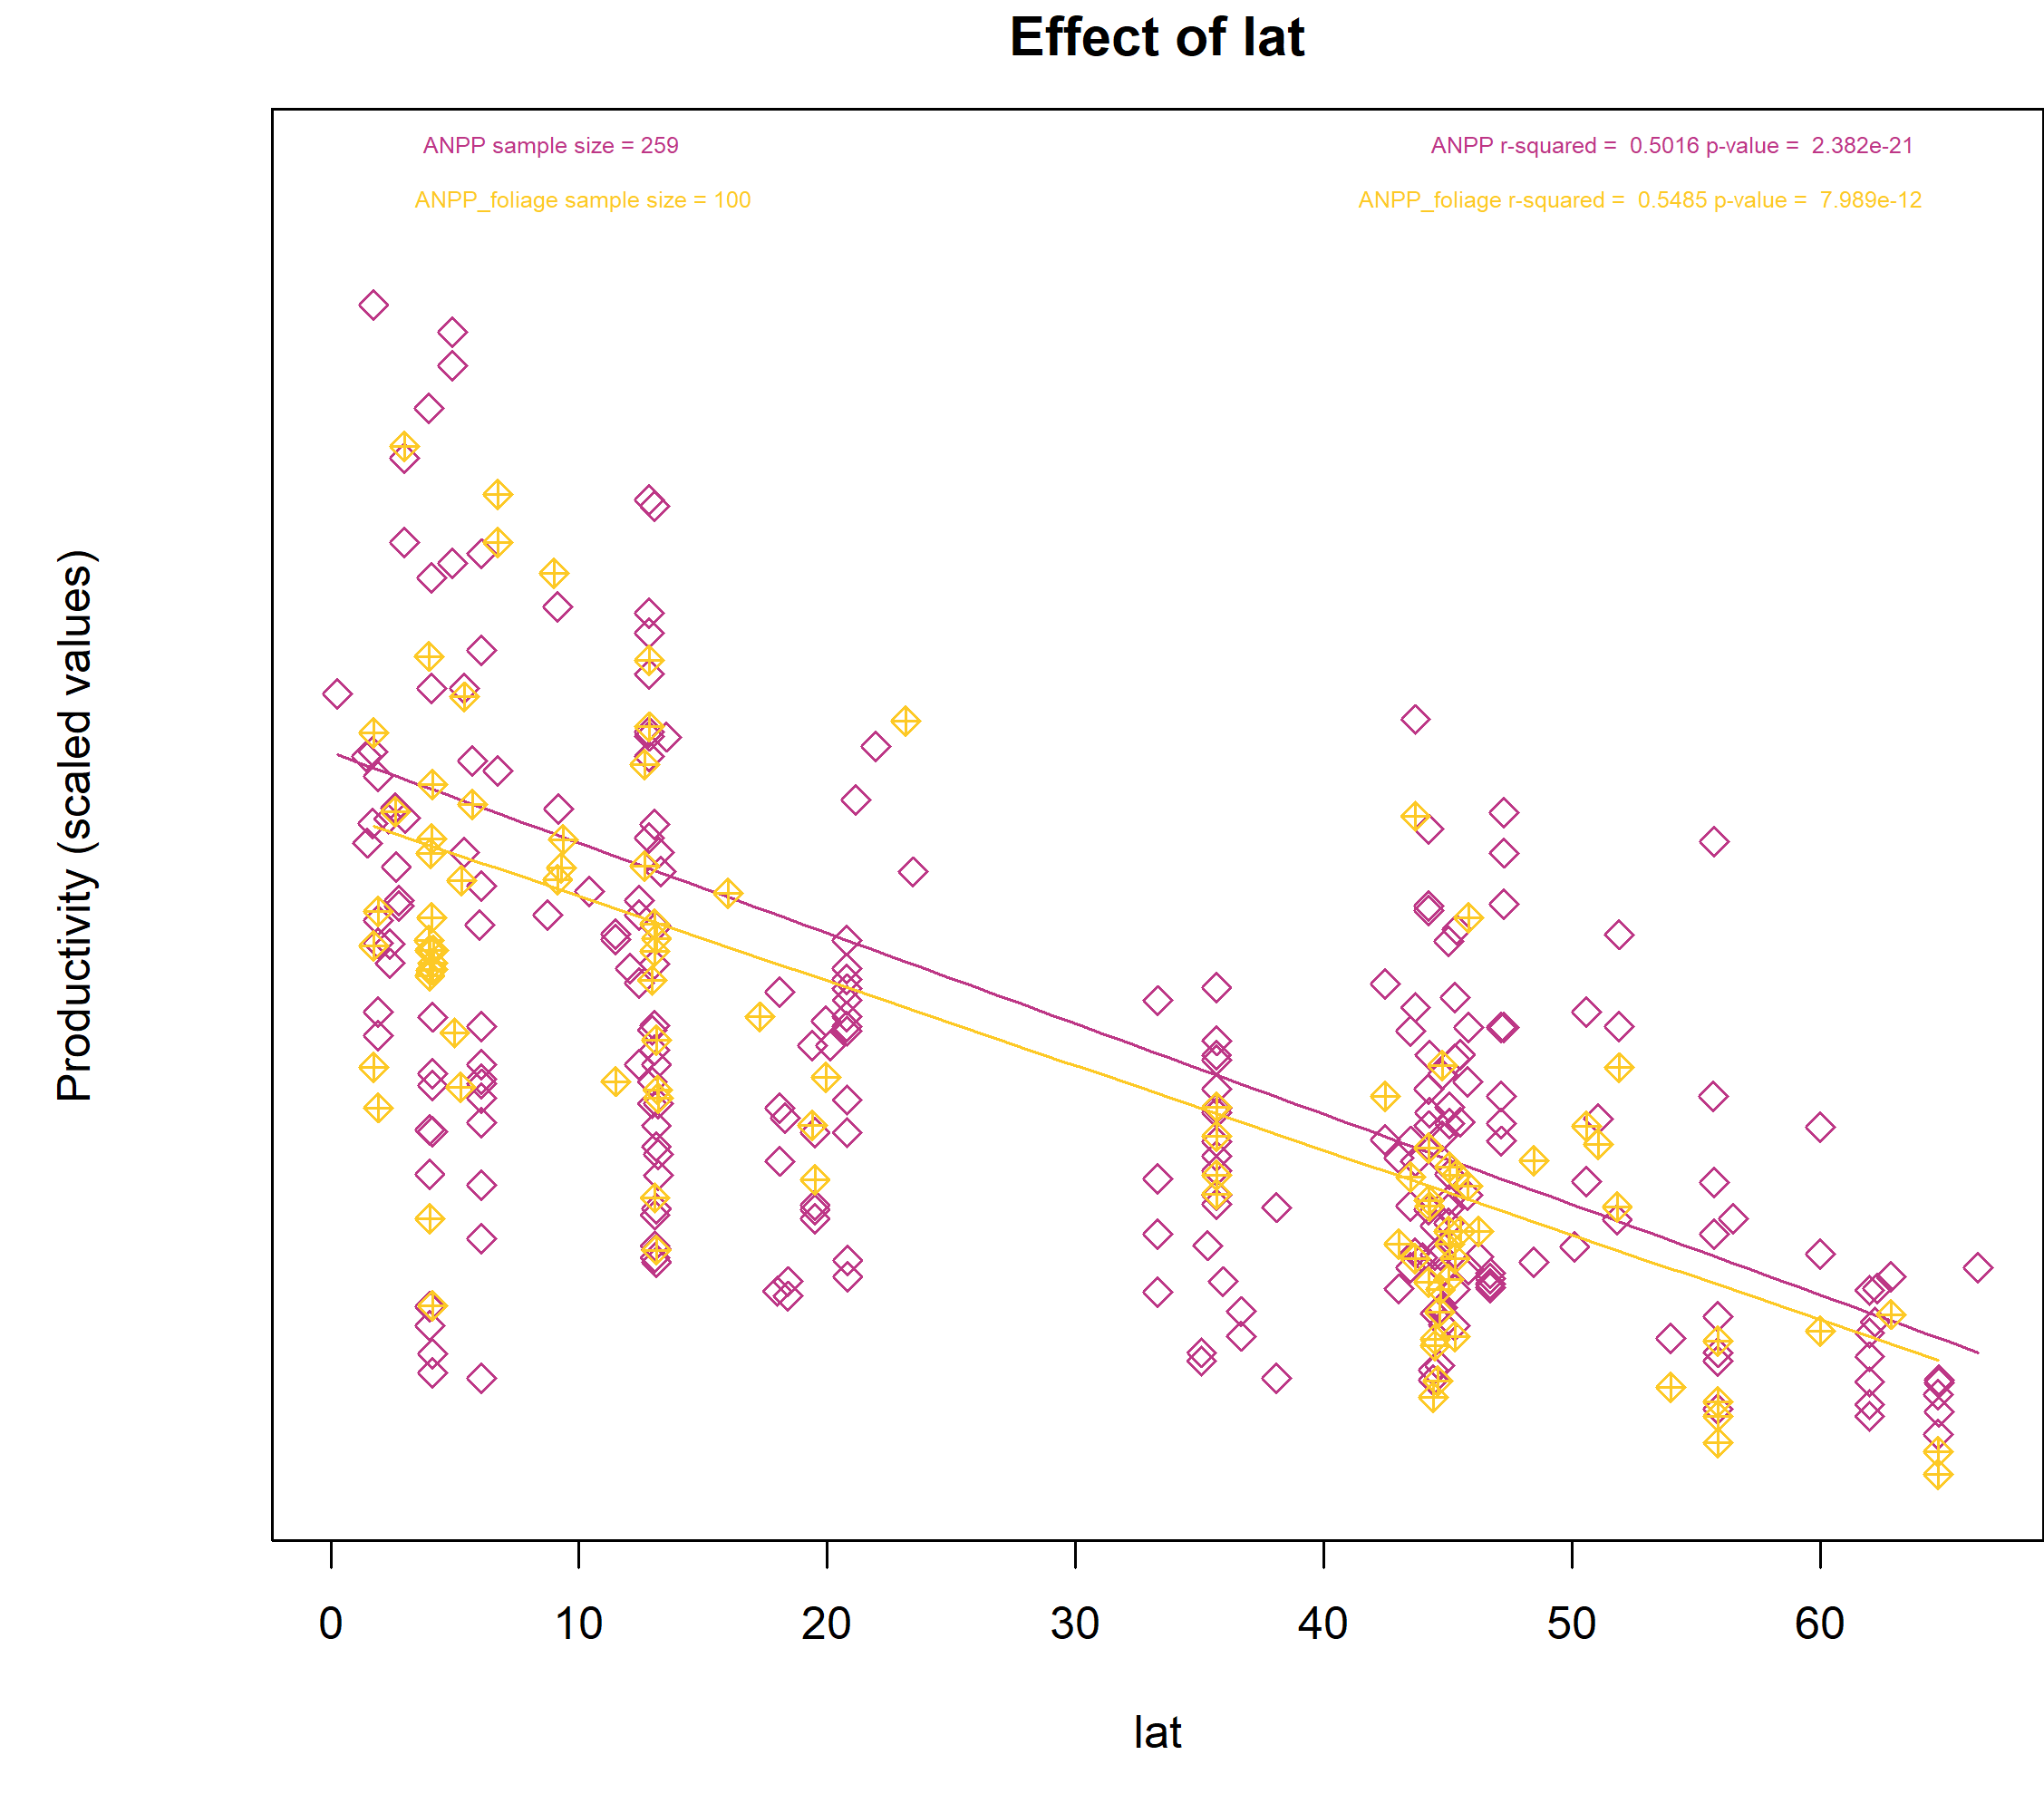 Effect of lat
ANPP sample size = 259
ANPP r-squared =  0.5016 p-value =  2.382e-21
ANPP_foliage sample size = 100
ANPP_foliage r-squared =  0.5485 p-value =  7.989e-12
Productivity (scaled values)
0 10 20 30 40 50 60
lat